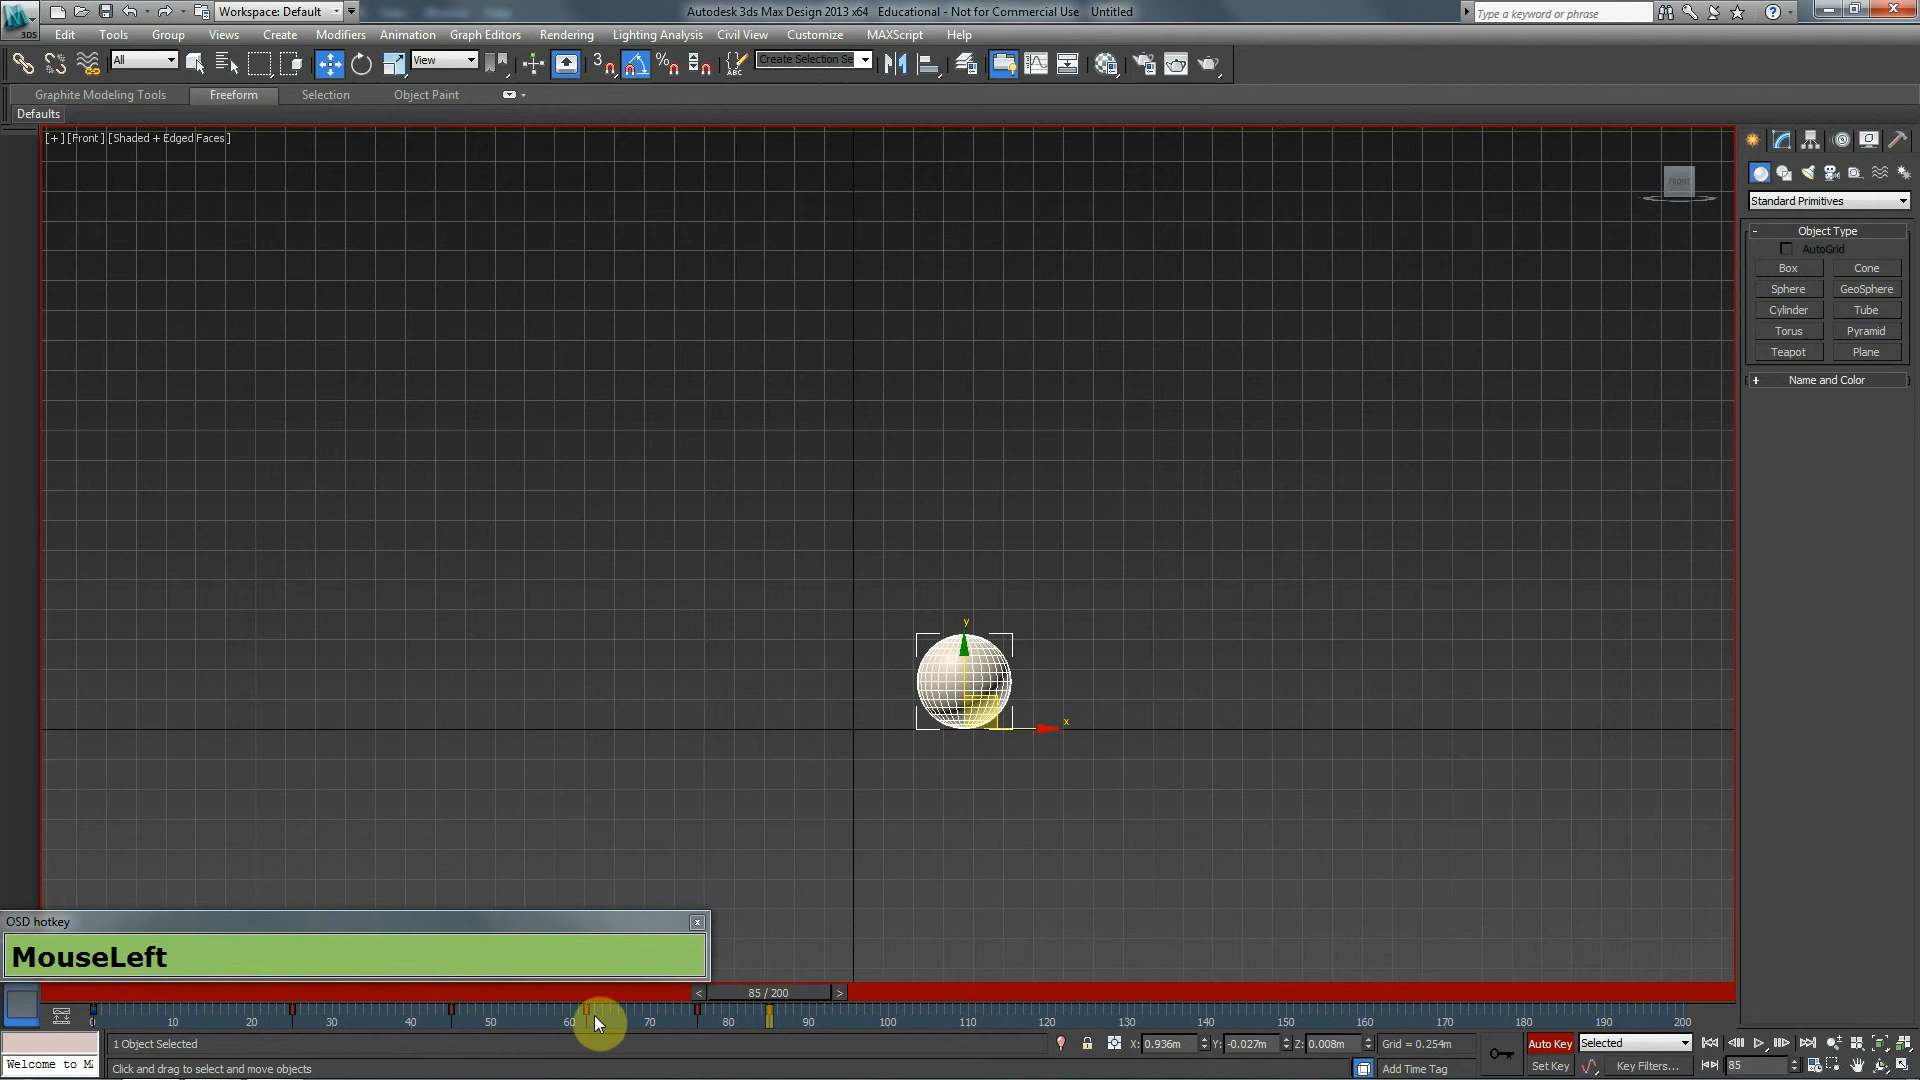 Workspace: Default
Autodesk 3ds Max Design 2013 x64 Educational - Not for Commercial Use Untitled
Type a keyword or phrase
3DS
Edit Tools Group Views Create Modifiers Animation Graph Editors Rendering Lighting Analysis Civil View Customize MAXScript Help
All
View
3
%
ABC
Create Selection Se
Graphite Modeling Tools Freeform Selection Object Paint
Defaults
[+] [Front] [Shaded + Edged Faces]
FRONT
Standard Primitives
- Object Type
AutoGrid
Box Cone
Sphere GeoSphere
Cylinder Tube
Torus Pyramid
Teapot Plane
+ Name and Color
y
x
OSD hotkey x
MouseLeft
< 85 / 200 >
10 20 30 40 50 60 70 80 90 100 110 120 130 140 150 160 170 180 190 200
1 Object Selected
X: 0.936m Y: -0.027m Z: 0.008m Grid = 0.254m
Auto Key Selected
Welcome to M
Click and drag to select and move objects
Add Time Tag
Set Key Key Filters...
85